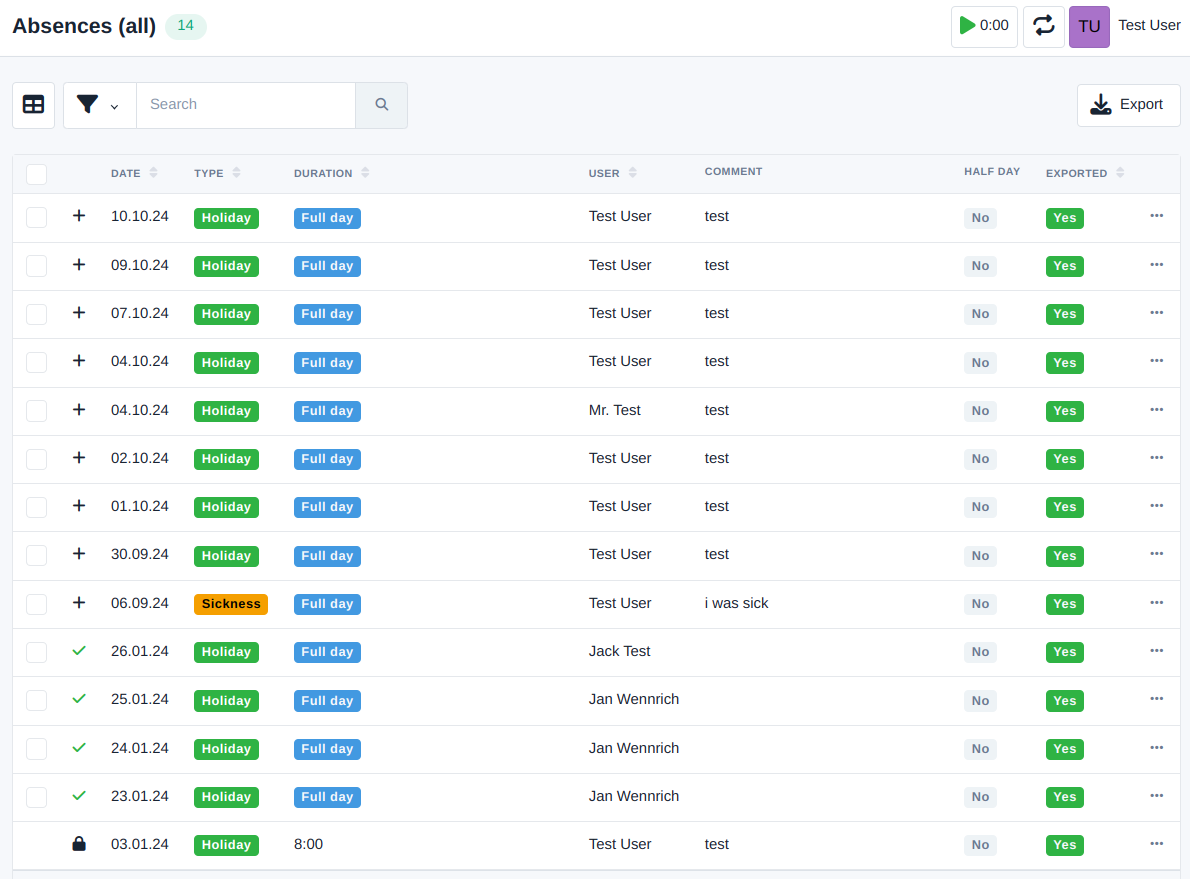 Absences (all) 14 0:00 TU Test User
Search Export
DATE TYPE DURATION USER COMMENT HALF DAY EXPORTED
10.10.24 Holiday Full day Test User test No Yes
09.10.24 Holiday Full day Test User test No Yes
07.10.24 Holiday Full day Test User test No Yes
04.10.24 Holiday Full day Test User test No Yes
04.10.24 Holiday Full day Mr. Test test No Yes
02.10.24 Holiday Full day Test User test No Yes
01.10.24 Holiday Full day Test User test No Yes
30.09.24 Holiday Full day Test User test No Yes
06.09.24 Sickness Full day Test User i was sick No Yes
26.01.24 Holiday Full day Jack Test No Yes
25.01.24 Holiday Full day Jan Wennrich No Yes
24.01.24 Holiday Full day Jan Wennrich No Yes
23.01.24 Holiday Full day Jan Wennrich No Yes
03.01.24 Holiday 8:00 Test User test No Yes